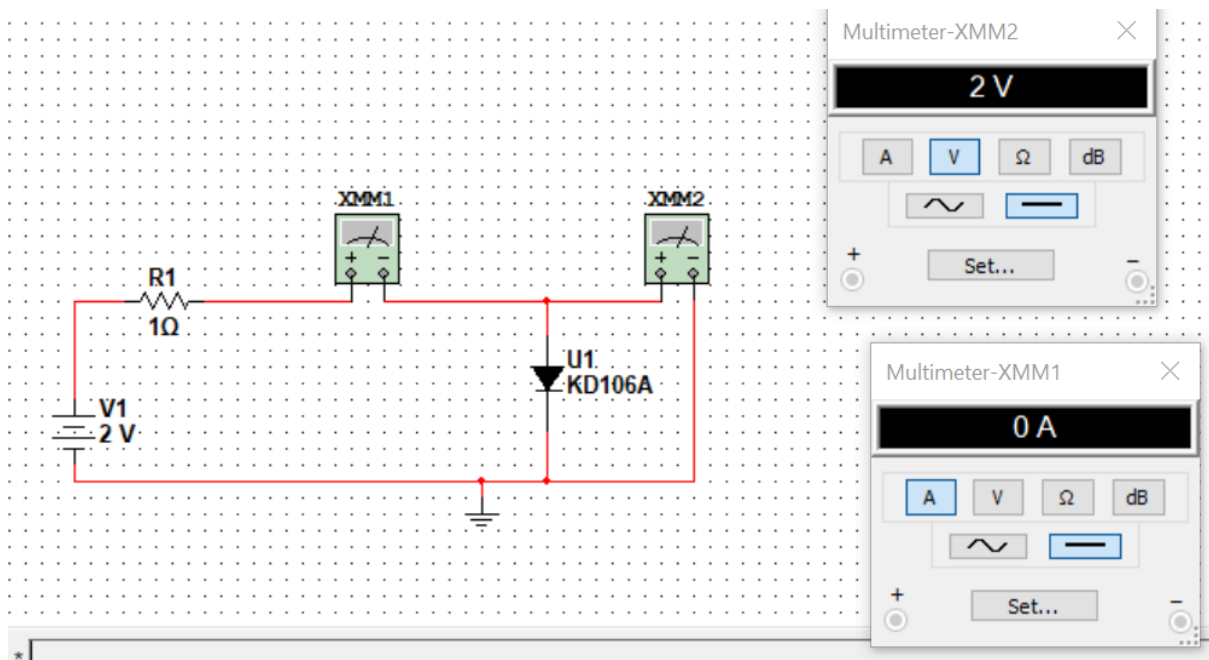 Multimeter-XMM2
2 V
A V Ω dB
+ Set... -
XMM1 XMM2
+ - + -
R1
1Ω
U1
KD106A
V1
2 V
Multimeter-XMM1
0 A
A V Ω dB
+ Set... -
*